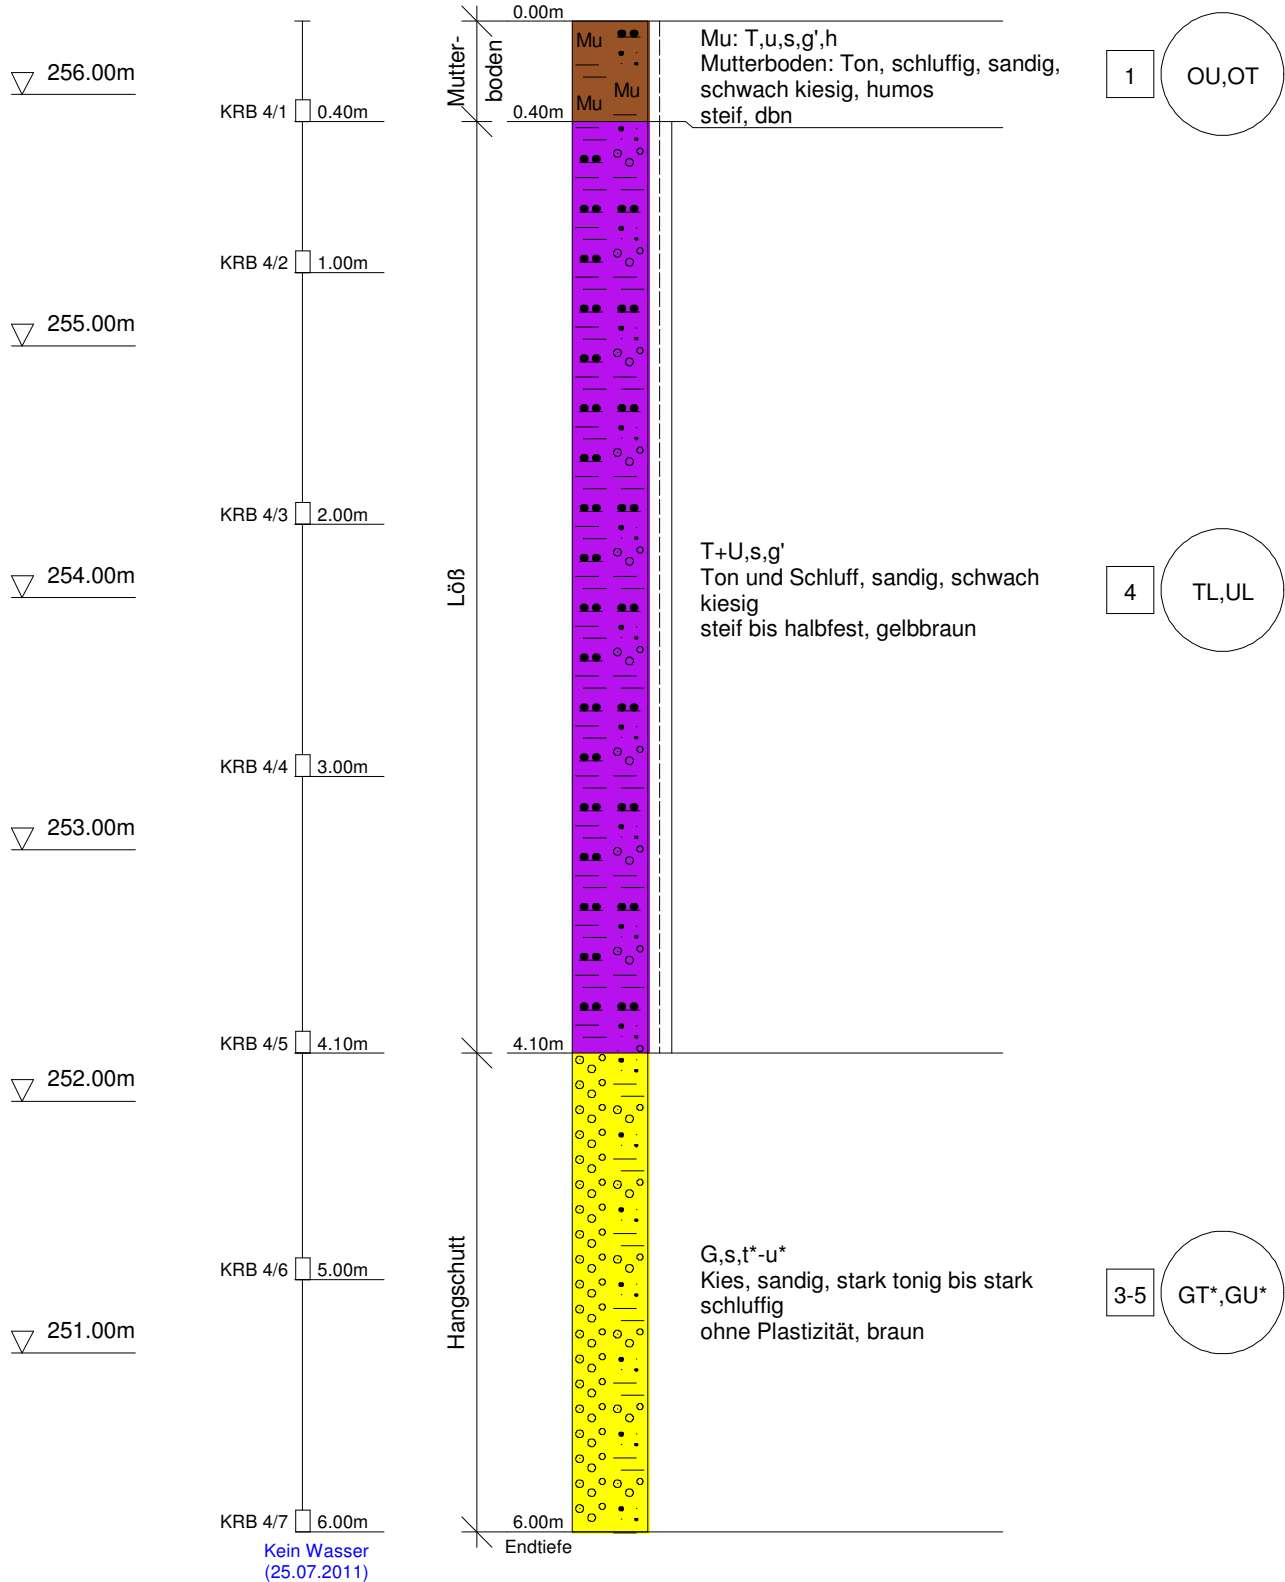 0.00m
Mutter-
boden
Mu
Mu
Mu
Mu: T,u,s,g',h
Mutterboden: Ton, schluffig, sandig,
schwach kiesig, humos
steif, dbn
1
OU,OT
256.00m
KRB 4/1
0.40m
0.40m
KRB 4/2
1.00m
255.00m
KRB 4/3
2.00m
254.00m
Löß
T+U,s,g'
Ton und Schluff, sandig, schwach
kiesig
steif bis halbfest, gelbbraun
4
TL,UL
KRB 4/4
3.00m
253.00m
KRB 4/5
4.10m
4.10m
252.00m
KRB 4/6
5.00m
251.00m
Hangschutt
G,s,t*-u*
Kies, sandig, stark tonig bis stark
schluffig
ohne Plastizität, braun
3-5
GT*,GU*
KRB 4/7
6.00m
6.00m
Endtiefe
Kein Wasser
(25.07.2011)